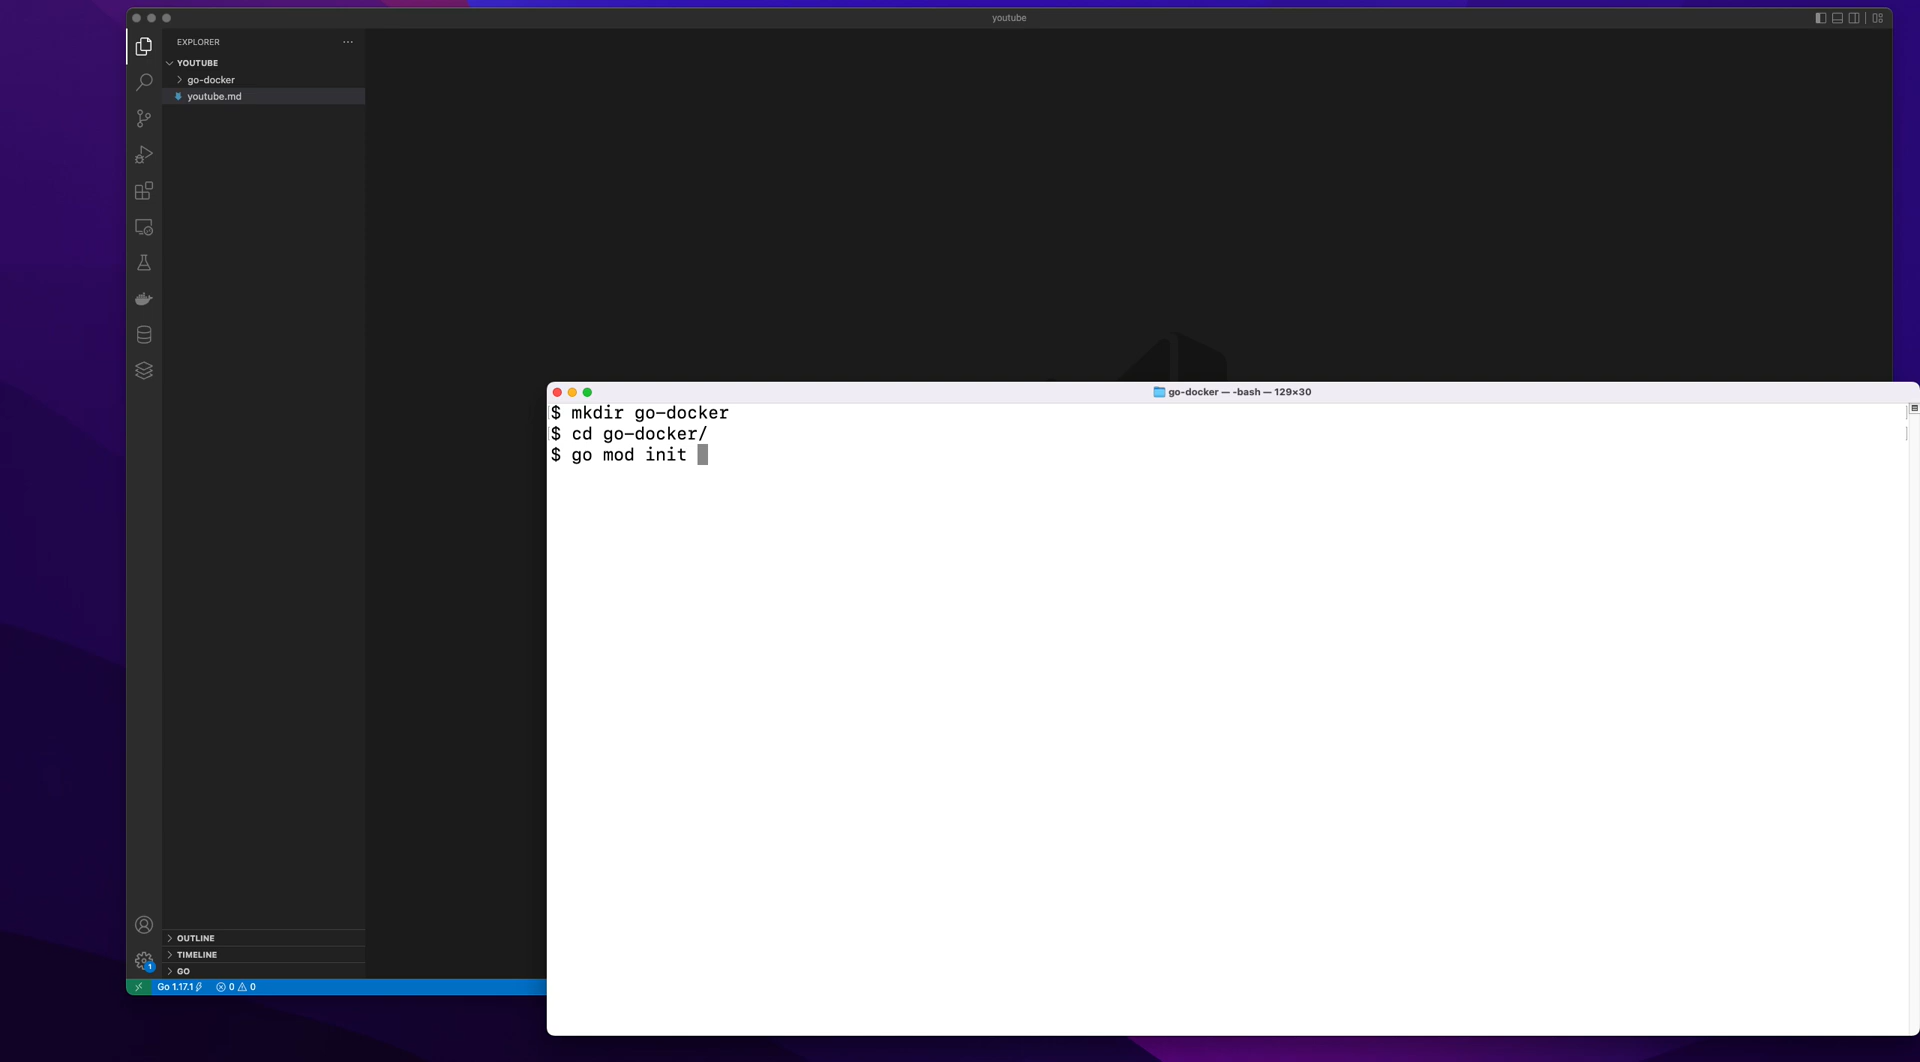 youtube
EXPLORER
YOUTUBE
go-docker
youtube.md
go-docker — -bash — 129×30
$ mkdir go-docker
$ cd go-docker/
$ go mod init
OUTLINE
TIMELINE
GO
1
Go 1.17.1
0 0